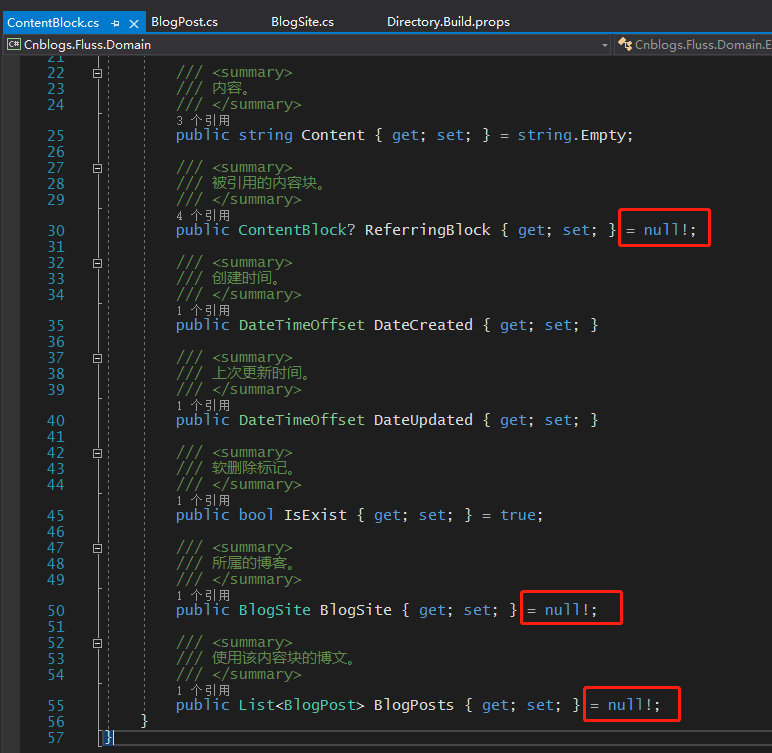 ContentBlock.cs BlogPost.cs BlogSite.cs Directory.Build.props
C# Cnblogs.Fluss.Domain Cnblogs.Fluss.Domain.E
21
22 /// <summary>
23 /// 内容。
24 /// </summary>
3 个引用
25 public string Content { get; set; } = string.Empty;
26
27 /// <summary>
28 /// 被引用的内容块。
29 /// </summary>
4 个引用
30 public ContentBlock? ReferringBlock { get; set; } = null!;
31
32 /// <summary>
33 /// 创建时间。
34 /// </summary>
1 个引用
35 public DateTimeOffset DateCreated { get; set; }
36
37 /// <summary>
38 /// 上次更新时间。
39 /// </summary>
1 个引用
40 public DateTimeOffset DateUpdated { get; set; }
41
42 /// <summary>
43 /// 软删除标记。
44 /// </summary>
1 个引用
45 public bool IsExist { get; set; } = true;
46
47 /// <summary>
48 /// 所属的博客。
49 /// </summary>
1 个引用
50 public BlogSite BlogSite { get; set; } = null!;
51
52 /// <summary>
53 /// 使用该内容块的博文。
54 /// </summary>
1 个引用
55 public List<BlogPost> BlogPosts { get; set; } = null!;
56 }
57 }